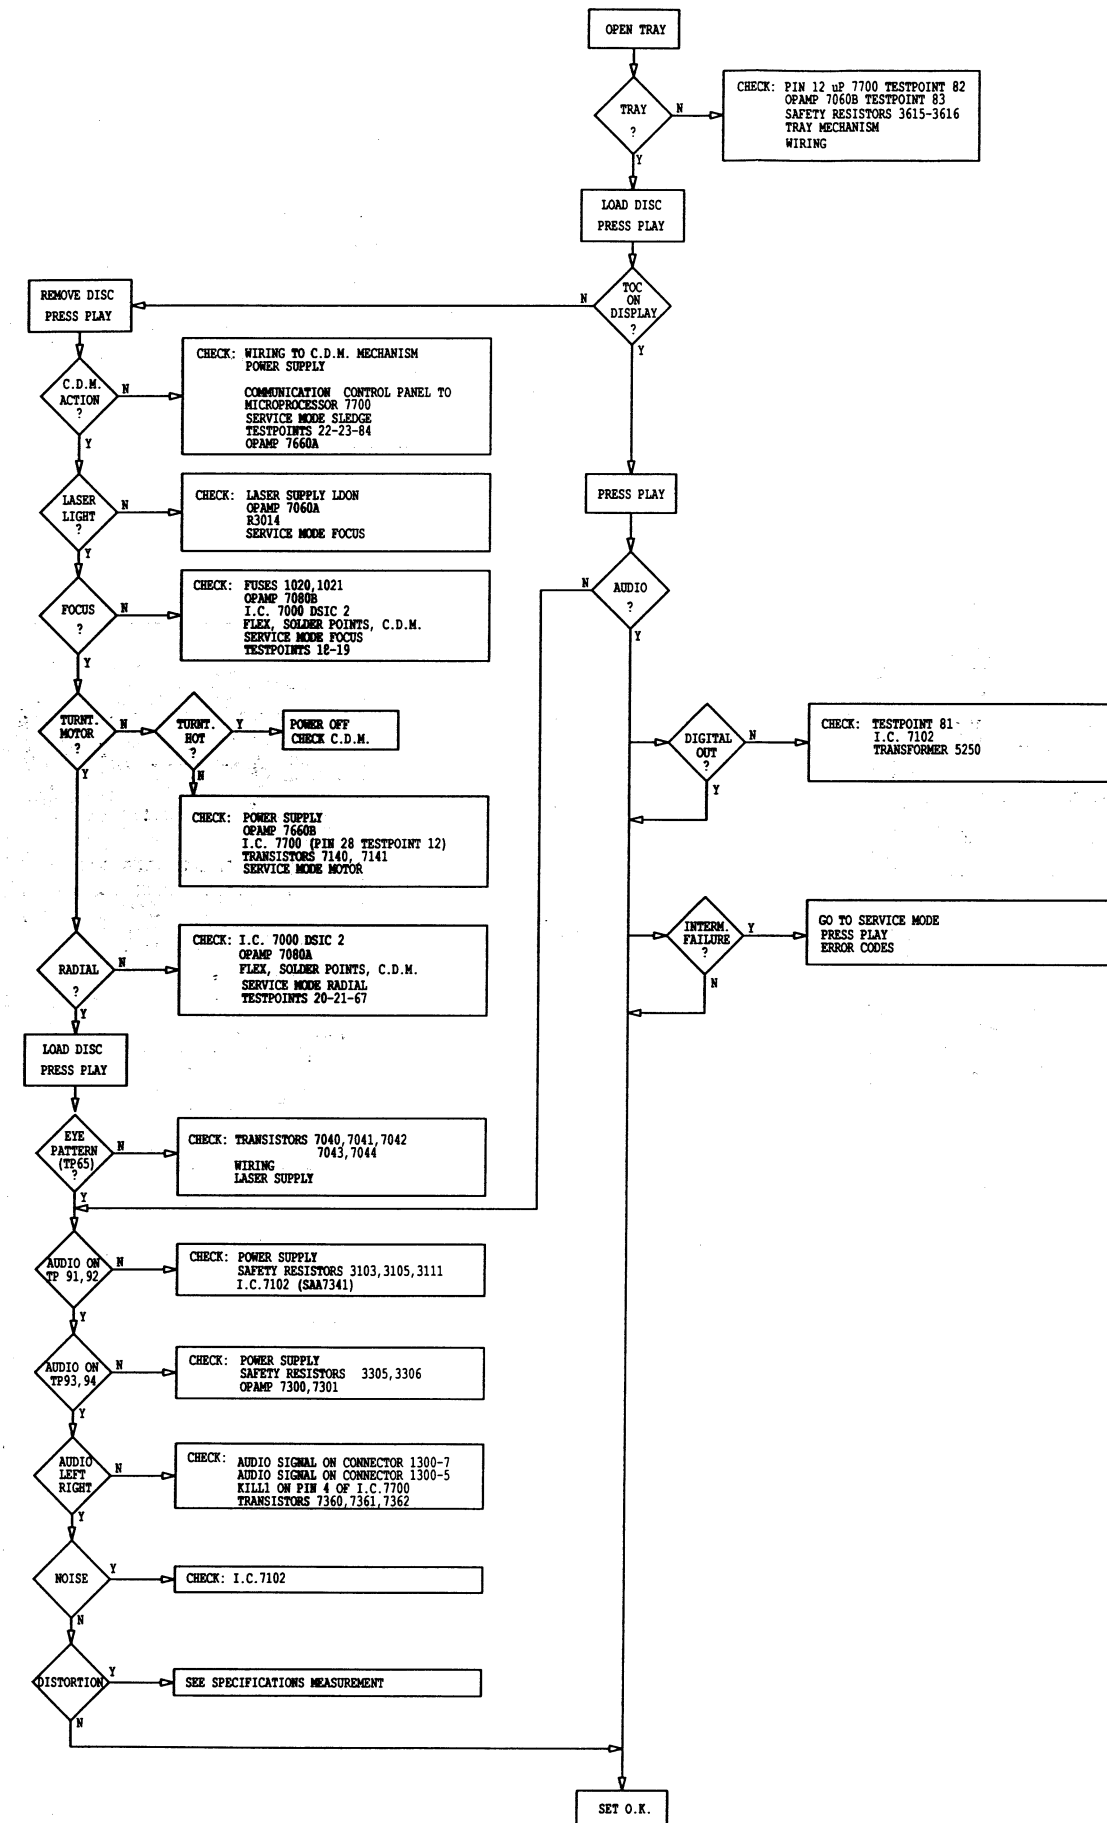 OPEN TRAY
TRAY
?
N
Y
CHECK: PIN 12 uP 7700 TESTPOINT 82
OPAMP 7060B TESTPOINT 83
SAFETY RESISTORS 3615-3616
TRAY MECHANISM
WIRING
LOAD DISC
PRESS PLAY
TOC
ON
DISPLAY
?
N
Y
REMOVE DISC
PRESS PLAY
C.D.M.
ACTION
?
N
Y
CHECK: WIRING TO C.D.M. MECHANISM
POWER SUPPLY
COMMUNICATION CONTROL PANEL TO
MICROPROCESSOR 7700
SERVICE MODE SLEDGE
TESTPOINTS 22-23-84
OPAMP 7660A
LASER
LIGHT
?
N
Y
CHECK: LASER SUPPLY LDON
OPAMP 7060A
R3014
SERVICE MODE FOCUS
PRESS PLAY
AUDIO
?
N
Y
FOCUS
?
N
Y
CHECK: FUSES 1020,1021
OPAMP 7080B
I.C. 7000 DSIC 2
FLEX, SOLDER POINTS, C.D.M.
SERVICE MODE FOCUS
TESTPOINTS 18-19
TURNT.
MOTOR
?
N
Y
TURNT.
HOT
?
Y
N
POWER OFF
CHECK C.D.M.
CHECK: POWER SUPPLY
OPAMP 7660B
I.C. 7700 (PIN 28 TESTPOINT 12)
TRANSISTORS 7140, 7141
SERVICE MODE MOTOR
DIGITAL
OUT
?
N
Y
CHECK: TESTPOINT 81
I.C. 7102
TRANSFORMER 5250
INTERM.
FAILURE
?
Y
N
GO TO SERVICE MODE
PRESS PLAY
ERROR CODES
RADIAL
?
N
Y
CHECK: I.C. 7000 DSIC 2
OPAMP 7080A
FLEX, SOLDER POINTS, C.D.M.
SERVICE MODE RADIAL
TESTPOINTS 20-21-67
LOAD DISC
PRESS PLAY
EYE
PATTERN
(TP65)
?
N
Y
CHECK: TRANSISTORS 7040,7041,7042
7043,7044
WIRING
LASER SUPPLY
AUDIO ON
TP 91,92
N
Y
CHECK: POWER SUPPLY
SAFETY RESISTORS 3103,3105,3111
I.C.7102 (SAA7341)
AUDIO ON
TP93,94
N
Y
CHECK: POWER SUPPLY
SAFETY RESISTORS 3305,3306
OPAMP 7300,7301
AUDIO
LEFT
RIGHT
N
Y
CHECK: AUDIO SIGNAL ON CONNECTOR 1300-7
AUDIO SIGNAL ON CONNECTOR 1300-5
KILL1 ON PIN 4 OF I.C.7700
TRANSISTORS 7360,7361,7362
NOISE
Y
N
CHECK: I.C.7102
DISTORTION
Y
N
SEE SPECIFICATIONS MEASUREMENT
SET O.K.